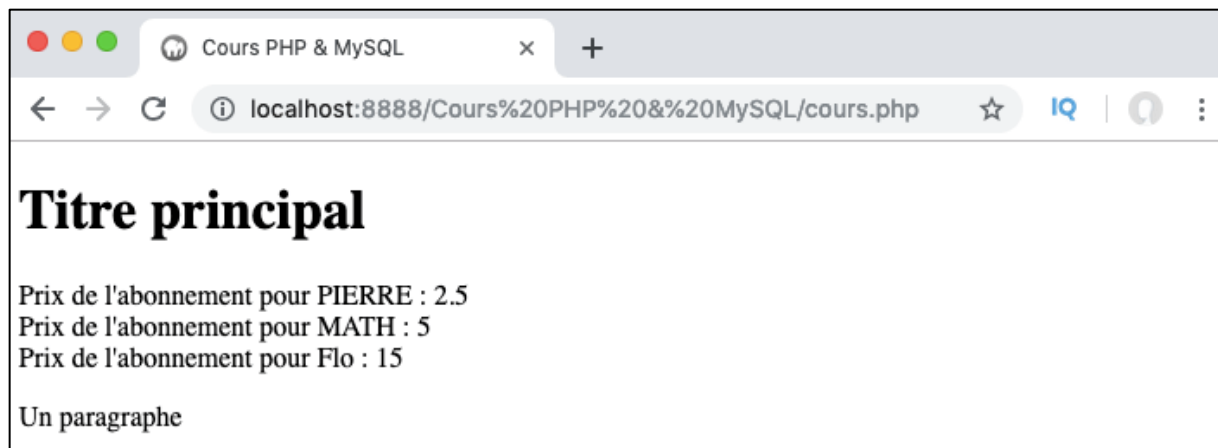 Cours PHP & MySQL
localhost:8888/Cours%20PHP%20&%20MySQL/cours.php
IQ
Titre principal
Prix de l'abonnement pour PIERRE : 2.5
Prix de l'abonnement pour MATH : 5
Prix de l'abonnement pour Flo : 15
Un paragraphe